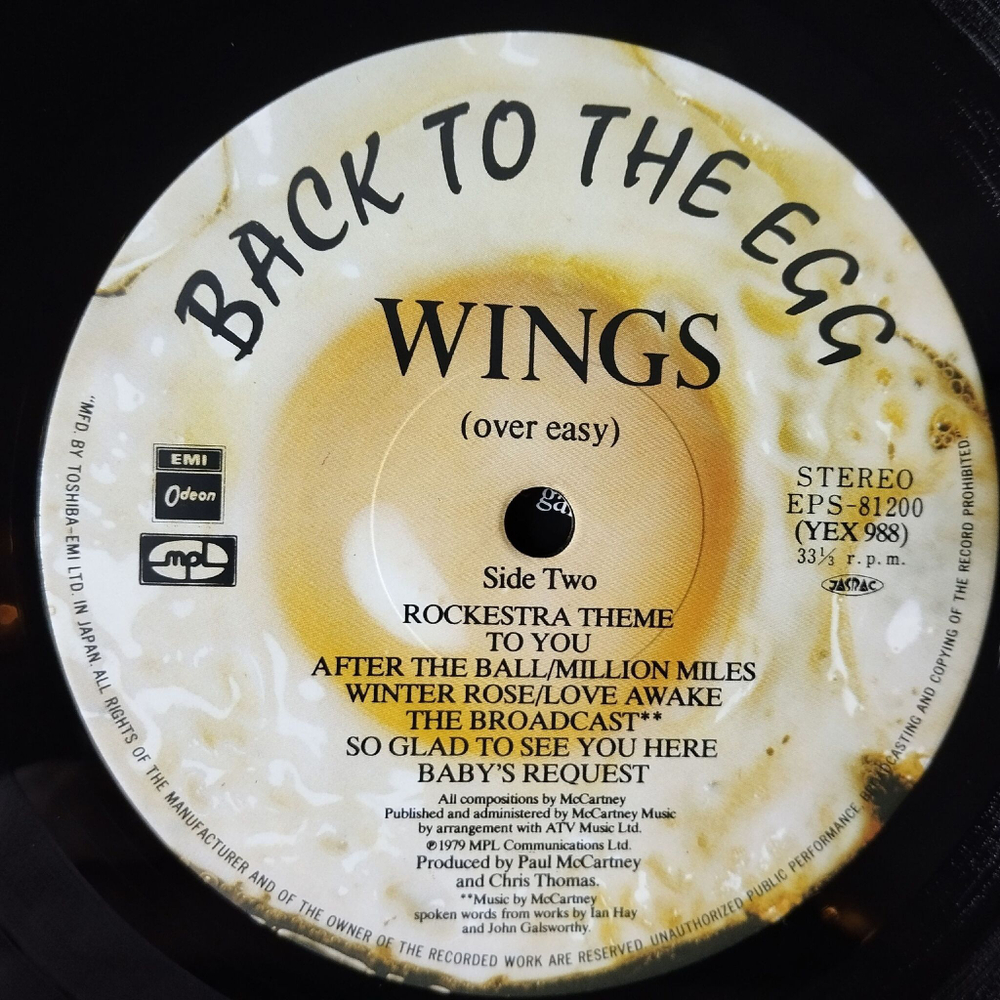 BACK TO THE EGG
WINGS
(over easy)
EMI
Odeon
mpl
STEREO
EPS-81200
(YEX 988)
33⅓ r.p.m.
JASRAC
Side Two
ROCKESTRA THEME
TO YOU
AFTER THE BALL/MILLION MILES
WINTER ROSE/LOVE AWAKE
THE BROADCAST**
SO GLAD TO SEE YOU HERE
BABY'S REQUEST
All compositions by McCartney
Published and administered by McCartney Music
by arrangement with ATV Music Ltd.
℗1979 MPL Communications Ltd.
Produced by Paul McCartney
and Chris Thomas.
**Music by McCartney
spoken words from works by Ian Hay
and John Galsworthy.
"MFD. BY TOSHIBA-EMI LTD. IN JAPAN. ALL RIGHTS OF THE MANUFACTURER AND OF THE OWNER OF THE RECORDED WORK ARE RESERVED. UNAUTHORIZED PUBLIC PERFORMANCE BROADCASTING AND COPYING OF THE RECORD PROHIBITED.